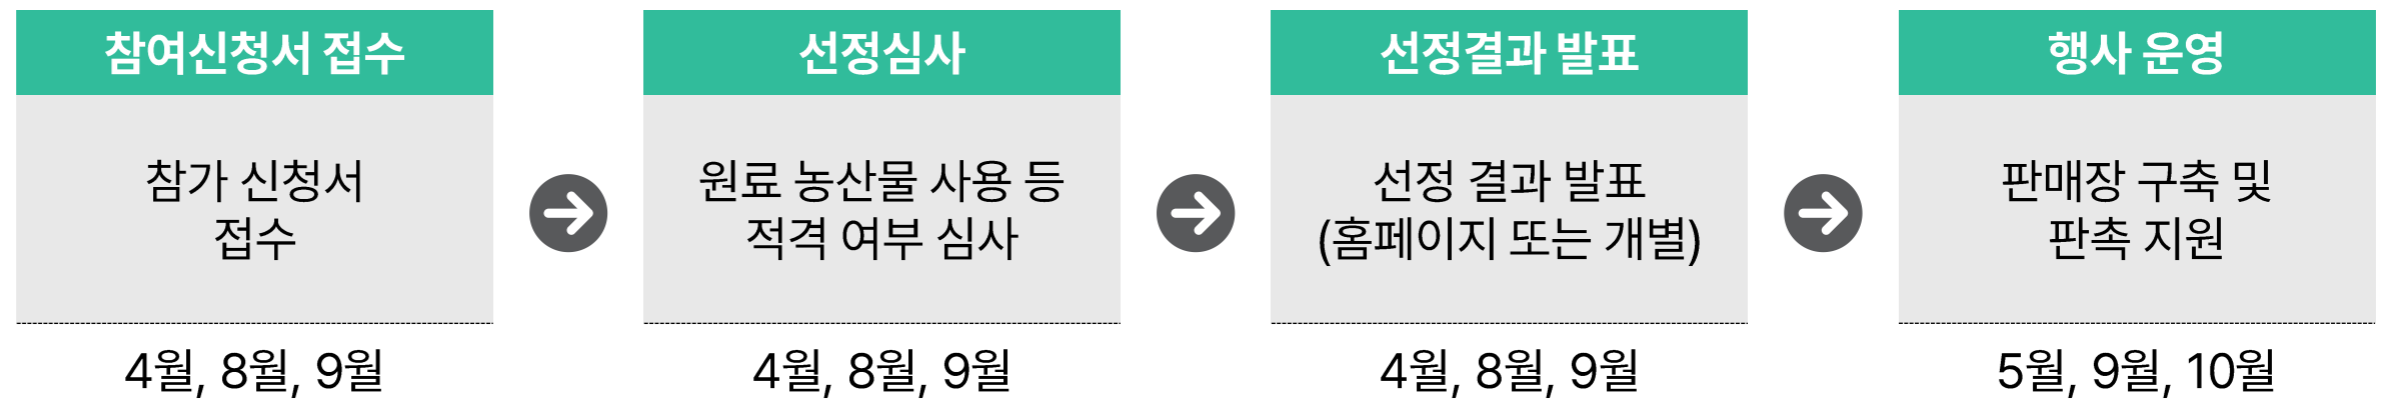 참여신청서 접수
참가 신청서
접수
4월, 8월, 9월
선정심사
원료 농산물 사용 등
적격 여부 심사
4월, 8월, 9월
선정결과 발표
선정 결과 발표
(홈페이지 또는 개별)
4월, 8월, 9월
행사 운영
판매장 구축 및
판촉 지원
5월, 9월, 10월